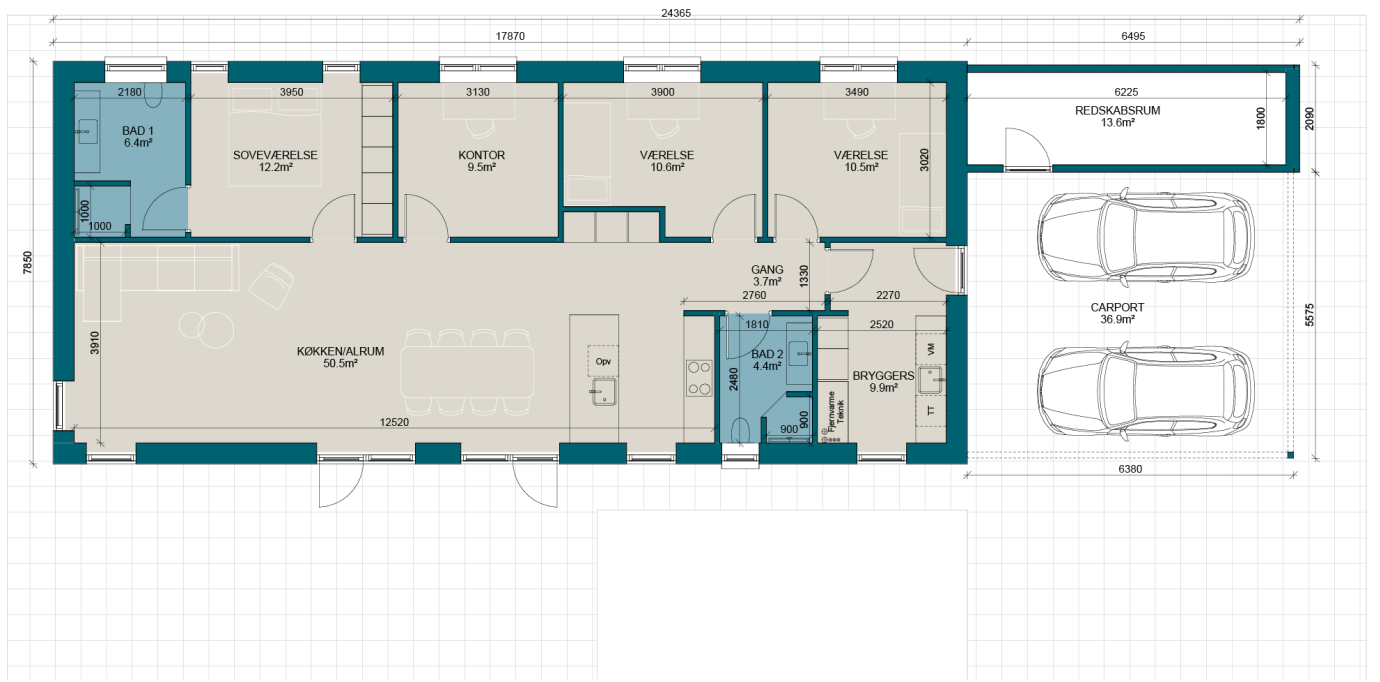 24365
17870
6495
2180
3950
3130
3900
3490
6225
REDSKABSRUM
13.6m²
1800
2090
BAD 1
6.4m²
SOVEVÆRELSE
12.2m²
KONTOR
9.5m²
VÆRELSE
10.6m²
VÆRELSE
10.5m²
3020
1000
1000
7850
GANG
3.7m²
1330
2760
2270
CARPORT
36.9m²
5575
3910
KØKKEN/ALRUM
50.5m²
Opv
1810
2520
BAD 2
4.4m²
2480
BRYGGERS
9.9m²
VM
TT
Fjernvarme
Teknik
900
900
12520
6380